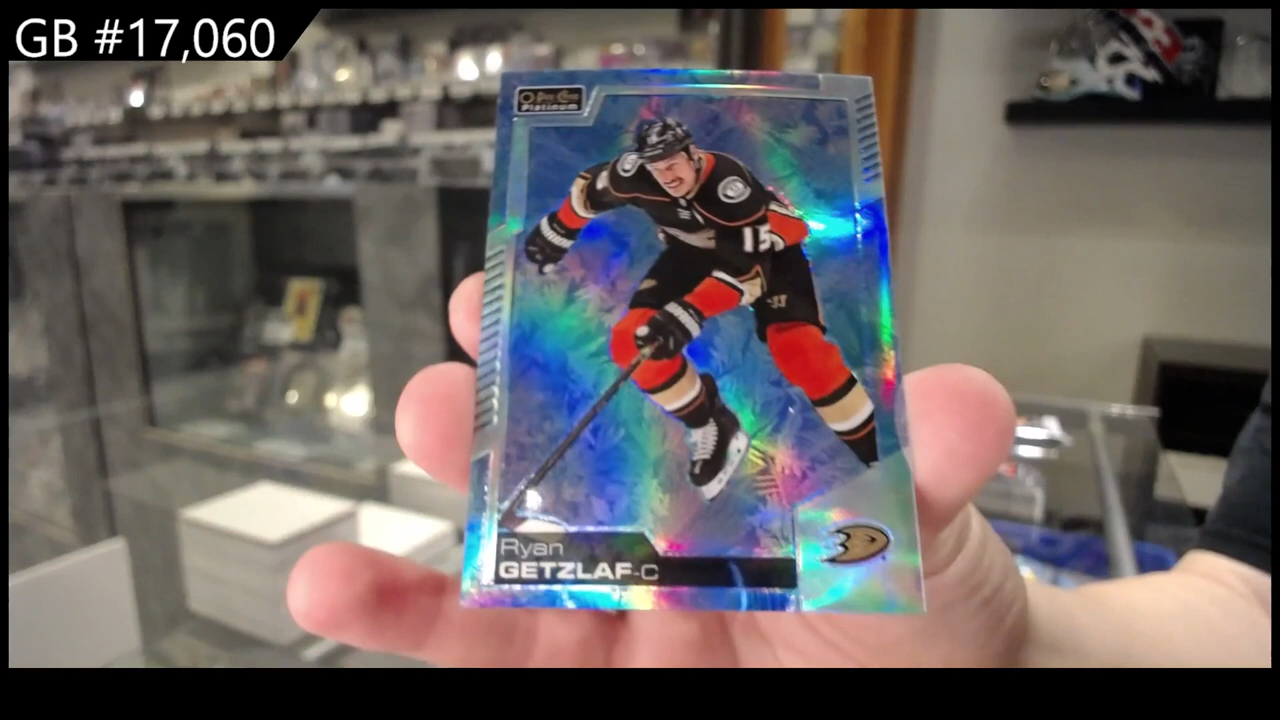 GB #17,060
O-Pee-Chee
Platinum
15
Ryan
GETZLAF-C